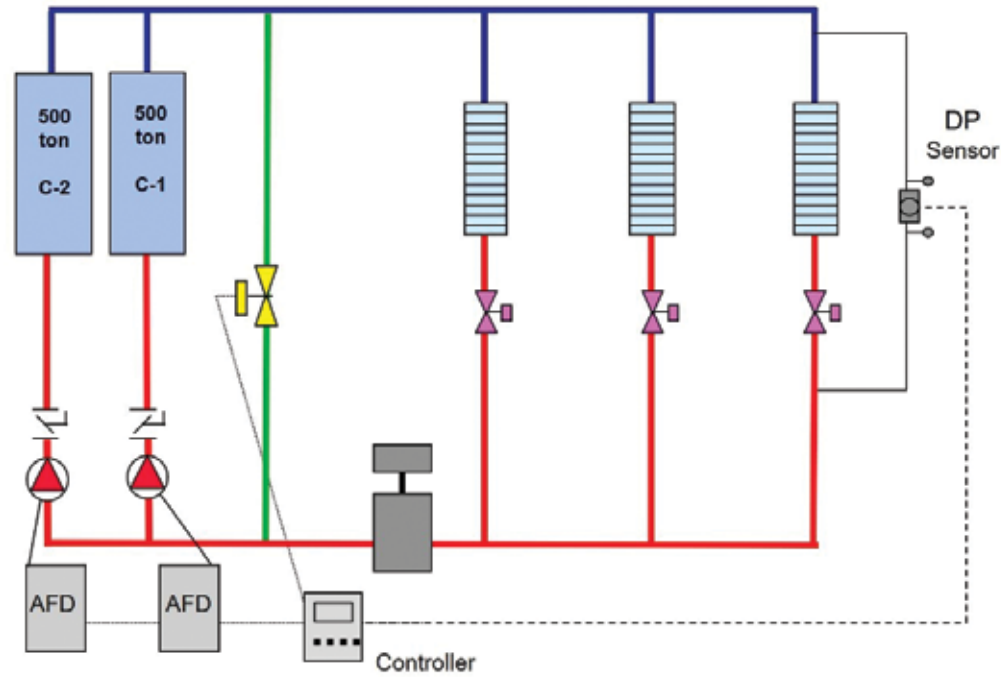 500
ton
C-2
500
ton
C-1
DP
Sensor
AFD
AFD
Controller